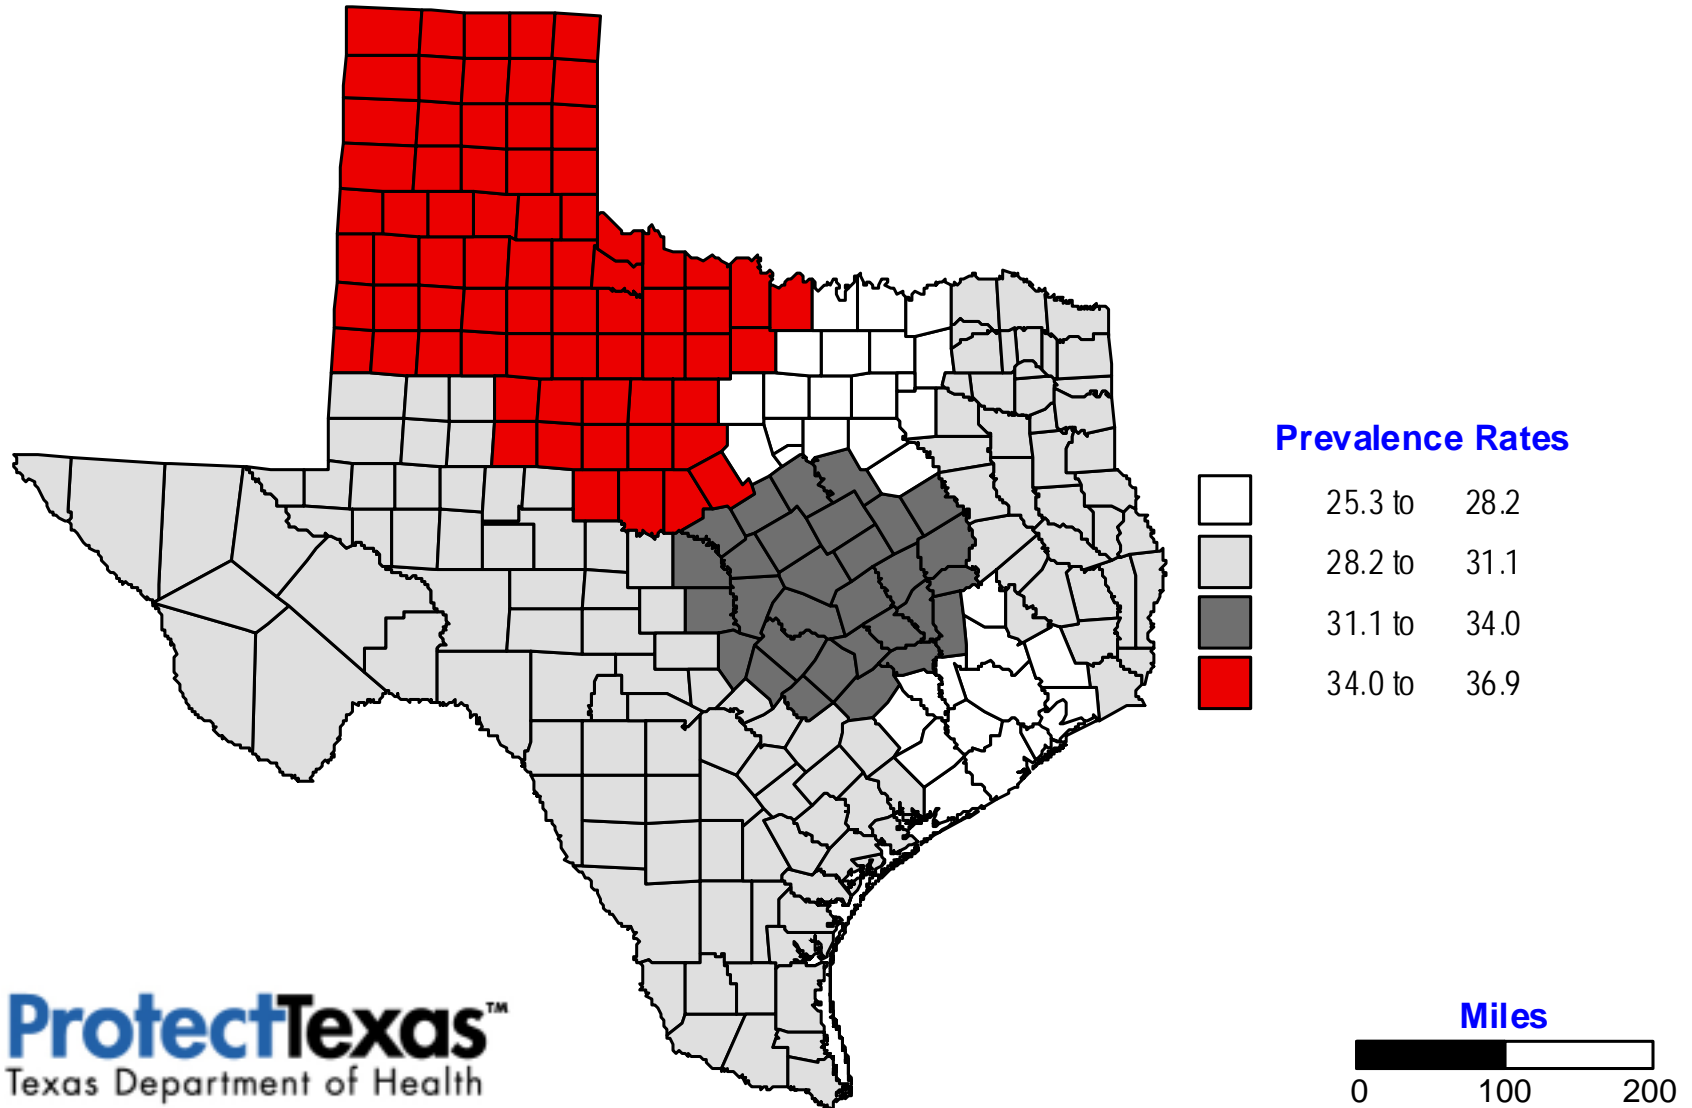 Prevalence Rates
25.3 to 28.2
28.2 to 31.1
31.1 to 34.0
34.0 to 36.9
ProtectTexas™
Texas Department of Health
Miles
0 100 200